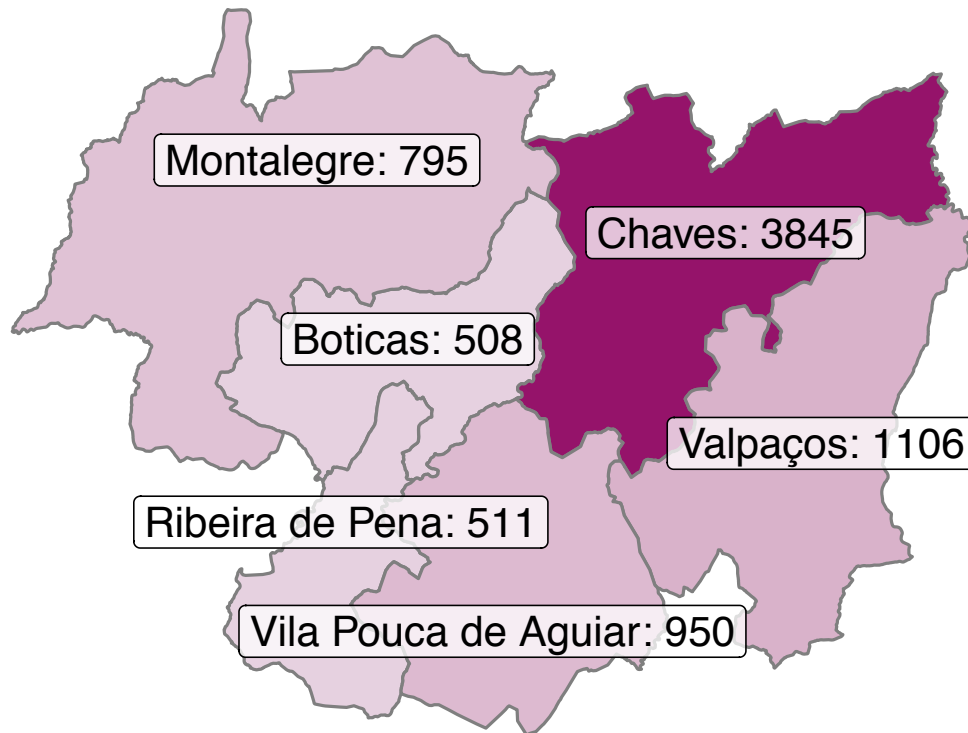 Montalegre: 795
Chaves: 3845
Boticas: 508
Valpaços: 1106
Ribeira de Pena: 511
Vila Pouca de Aguiar: 950